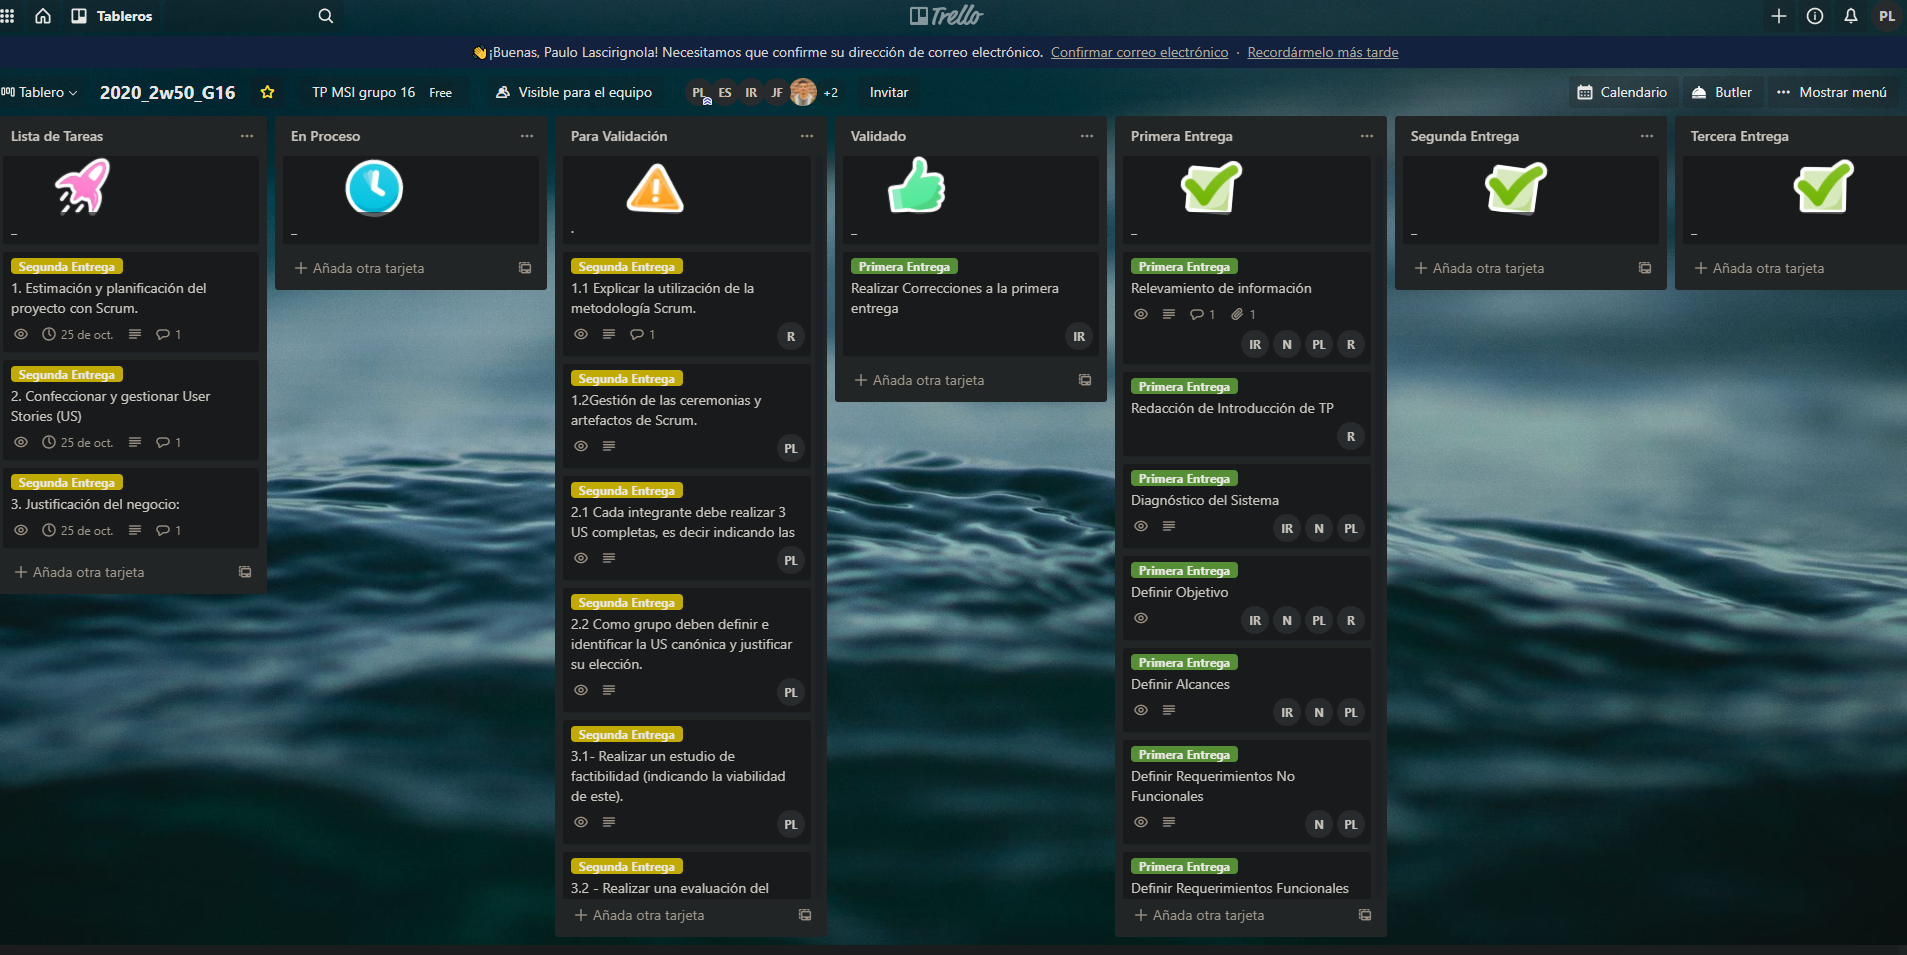 Tableros
Trello
PL
¡Buenas, Paulo Lascirignola! Necesitamos que confirme su dirección de correo electrónico. Confirmar correo electrónico · Recordármelo más tarde
Tablero
2020_2w50_G16
TP MSI grupo 16 Free
Visible para el equipo
PL ES IR JF +2
Invitar
Calendario
Butler
Mostrar menú
Lista de Tareas
_
Segunda Entrega
1. Estimación y planificación del
proyecto con Scrum.
25 de oct. 1
Segunda Entrega
2. Confeccionar y gestionar User
Stories (US)
25 de oct. 1
Segunda Entrega
3. Justificación del negocio:
25 de oct. 1
+ Añada otra tarjeta
En Proceso
_
+ Añada otra tarjeta
Para Validación
.
Segunda Entrega
1.1 Explicar la utilización de la
metodología Scrum.
1 R
Segunda Entrega
1.2Gestión de las ceremonias y
artefactos de Scrum.
PL
Segunda Entrega
2.1 Cada integrante debe realizar 3
US completas, es decir indicando las
PL
Segunda Entrega
2.2 Como grupo deben definir e
identificar la US canónica y justificar
su elección.
PL
Segunda Entrega
3.1- Realizar un estudio de
factibilidad (indicando la viabilidad
de este).
PL
Segunda Entrega
3.2 - Realizar una evaluación del
+ Añada otra tarjeta
Validado
_
Primera Entrega
Realizar Correcciones a la primera
entrega
IR
+ Añada otra tarjeta
Primera Entrega
_
Primera Entrega
Relevamiento de información
1 1
IR N PL R
Primera Entrega
Redacción de Introducción de TP
R
Primera Entrega
Diagnóstico del Sistema
IR N PL
Primera Entrega
Definir Objetivo
IR N PL R
Primera Entrega
Definir Alcances
IR N PL
Primera Entrega
Definir Requerimientos No
Funcionales
N PL
Primera Entrega
Definir Requerimientos Funcionales
+ Añada otra tarjeta
Segunda Entrega
_
+ Añada otra tarjeta
Tercera Entrega
_
+ Añada otra tarjeta